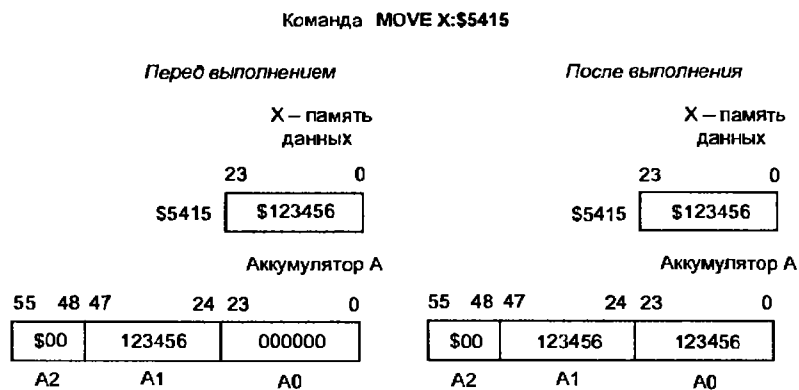 Команда MOVE X:$5415
Перед выполнением
После выполнения
X – память
данных
X – память
данных
23 0
23 0
$5415 $123456
$5415 $123456
Аккумулятор A
Аккумулятор A
55 48 47 24 23 0
55 48 47 24 23 0
$00 123456 000000
$00 123456 123456
A2 A1 A0
A2 A1 A0